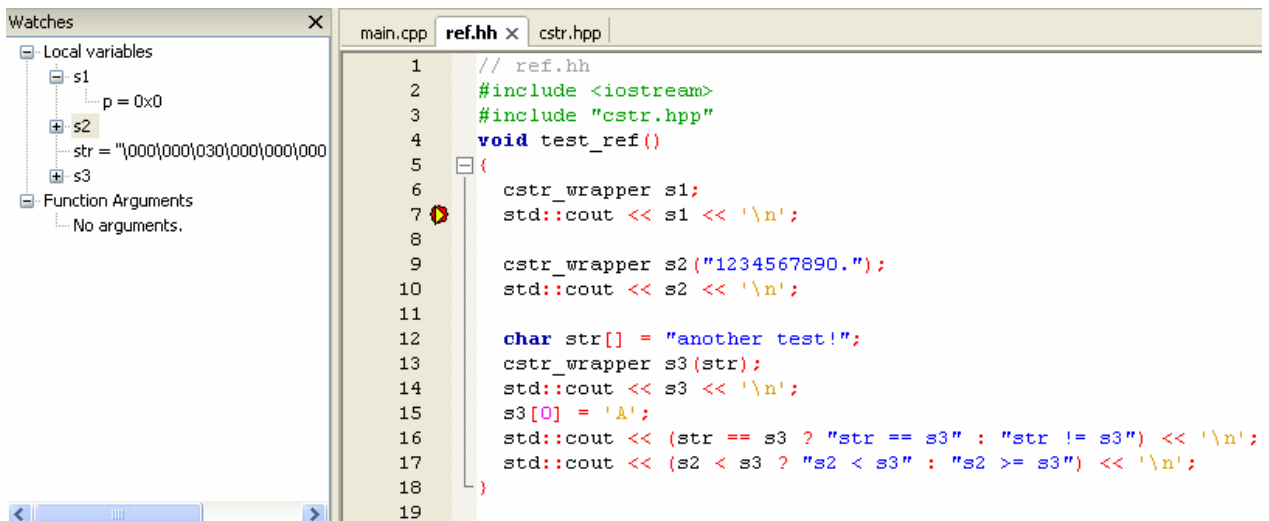 Watches
Local variables
s1
p = 0x0
s2
str = "\000\000\030\000\000\000
s3
Function Arguments
No arguments.
main.cpp ref.hh cstr.hpp
1 // ref.hh
2 #include <iostream>
3 #include "cstr.hpp"
4 void test_ref()
5 {
6 cstr_wrapper s1;
7 std::cout << s1 << '\n';
8
9 cstr_wrapper s2("1234567890.");
10 std::cout << s2 << '\n';
11
12 char str[] = "another test!";
13 cstr_wrapper s3(str);
14 std::cout << s3 << '\n';
15 s3[0] = 'A';
16 std::cout << (str == s3 ? "str == s3" : "str != s3") << '\n';
17 std::cout << (s2 < s3 ? "s2 < s3" : "s2 >= s3") << '\n';
18 }
19